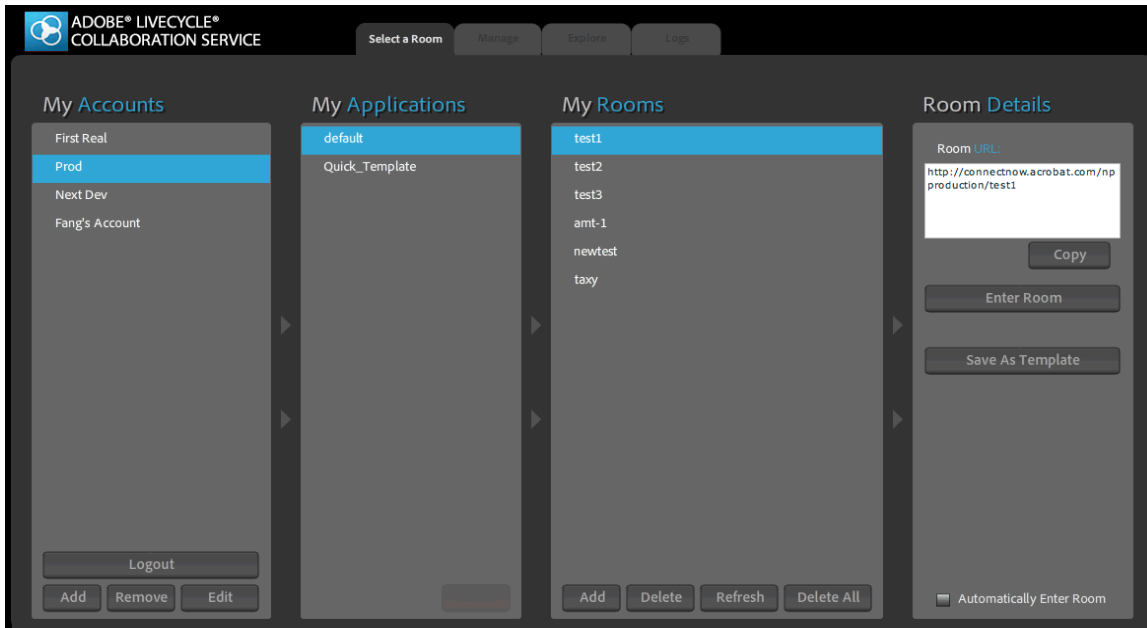 ADOBE® LIVECYCLE®
COLLABORATION SERVICE
Select a Room
Manage
Explore
Logs
My Accounts
First Real
Prod
Next Dev
Fang's Account
Logout
Add
Remove
Edit
My Applications
default
Quick_Template
My Rooms
test1
test2
test3
amt-1
newtest
taxy
Add
Delete
Refresh
Delete All
Room Details
Room URL:
http://connectnow.acrobat.com/np
production/test1
Copy
Enter Room
Save As Template
Automatically Enter Room